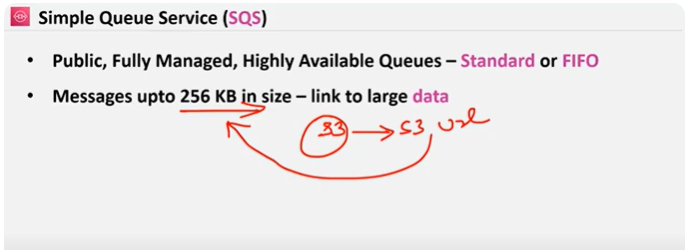 Simple Queue Service (SQS)
• Public, Fully Managed, Highly Available Queues – Standard or FIFO
• Messages upto 256 KB in size – link to large data
S3, url